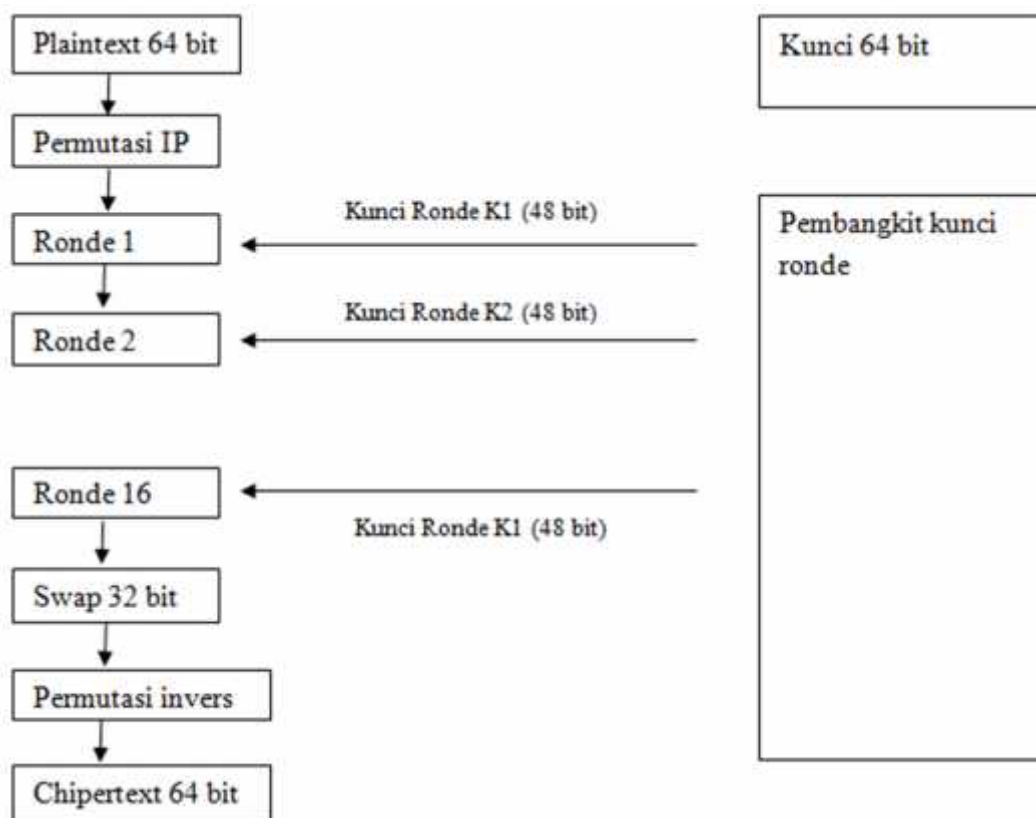 Plaintext 64 bit
Kunci 64 bit
Permutasi IP
Kunci Ronde K1 (48 bit)
Ronde 1
Pembangkit kunci
ronde
Kunci Ronde K2 (48 bit)
Ronde 2
Ronde 16
Kunci Ronde K1 (48 bit)
Swap 32 bit
Permutasi invers
Chipertext 64 bit